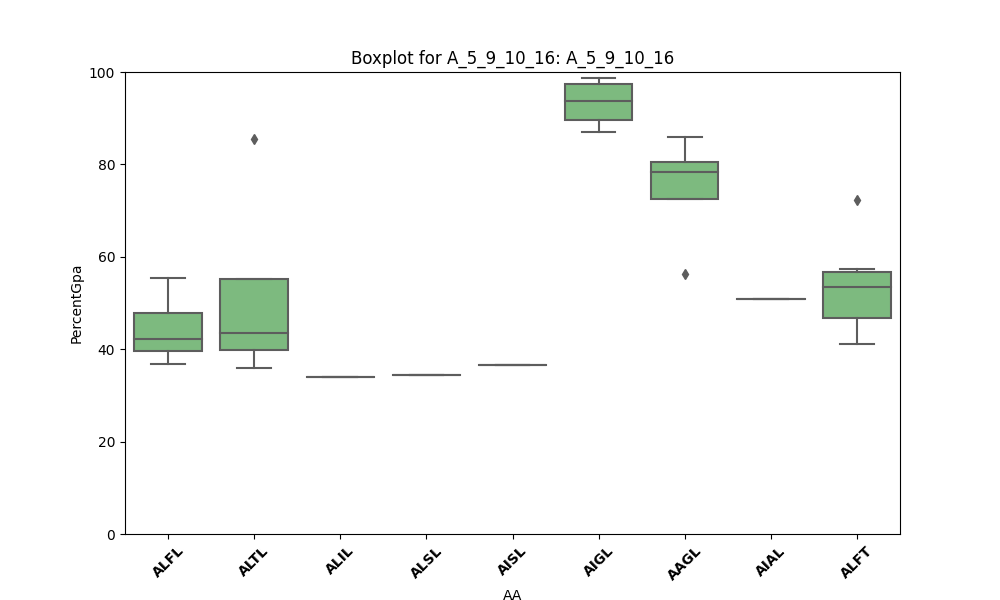 Boxplot for A_5_9_10_16: A_5_9_10_16
100
80
60
40
20
0
PercentGpa
ALFL ALTL ALIL ALSL AISL AIGL AAGL AIAL ALFT
AA